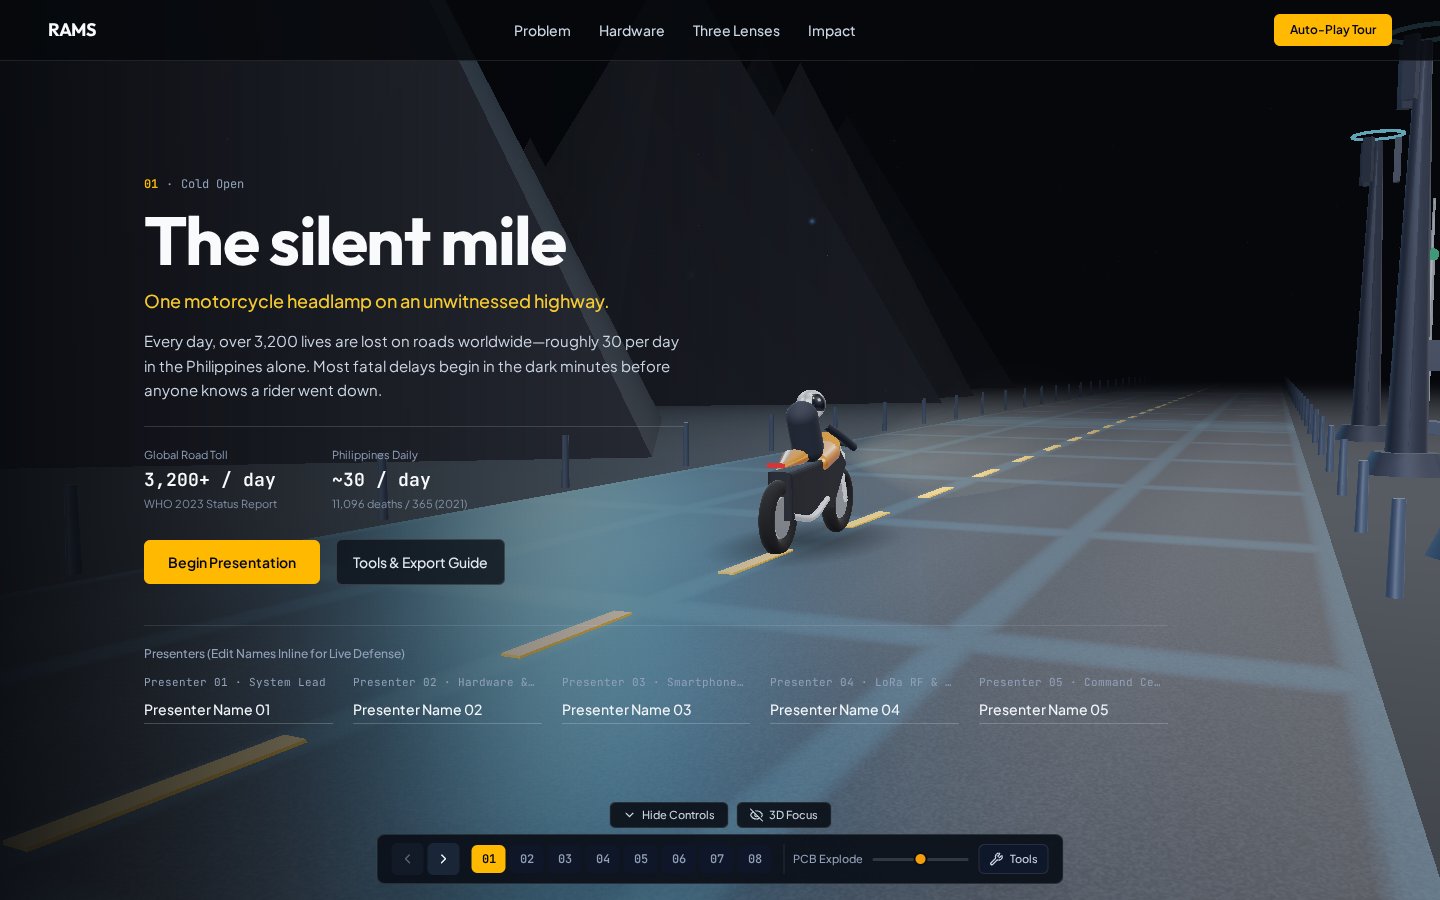 RAMS
Problem
Hardware
Three Lenses
Impact
Auto-Play Tour
01 · Cold Open
The silent mile
One motorcycle headlamp on an unwitnessed highway.
Every day, over 3,200 lives are lost on roads worldwide—roughly 30 per day
in the Philippines alone. Most fatal delays begin in the dark minutes before
anyone knows a rider went down.
Global Road Toll
3,200+ / day
WHO 2023 Status Report
Philippines Daily
~30 / day
11,096 deaths / 365 (2021)
Begin Presentation
Tools & Export Guide
Presenters (Edit Names Inline for Live Defense)
Presenter 01 · System Lead
Presenter Name 01
Presenter 02 · Hardware &…
Presenter Name 02
Presenter 03 · Smartphone…
Presenter Name 03
Presenter 04 · LoRa RF & …
Presenter Name 04
Presenter 05 · Command Ce…
Presenter Name 05
Hide Controls
3D Focus
01 02 03 04 05 06 07 08
PCB Explode
Tools